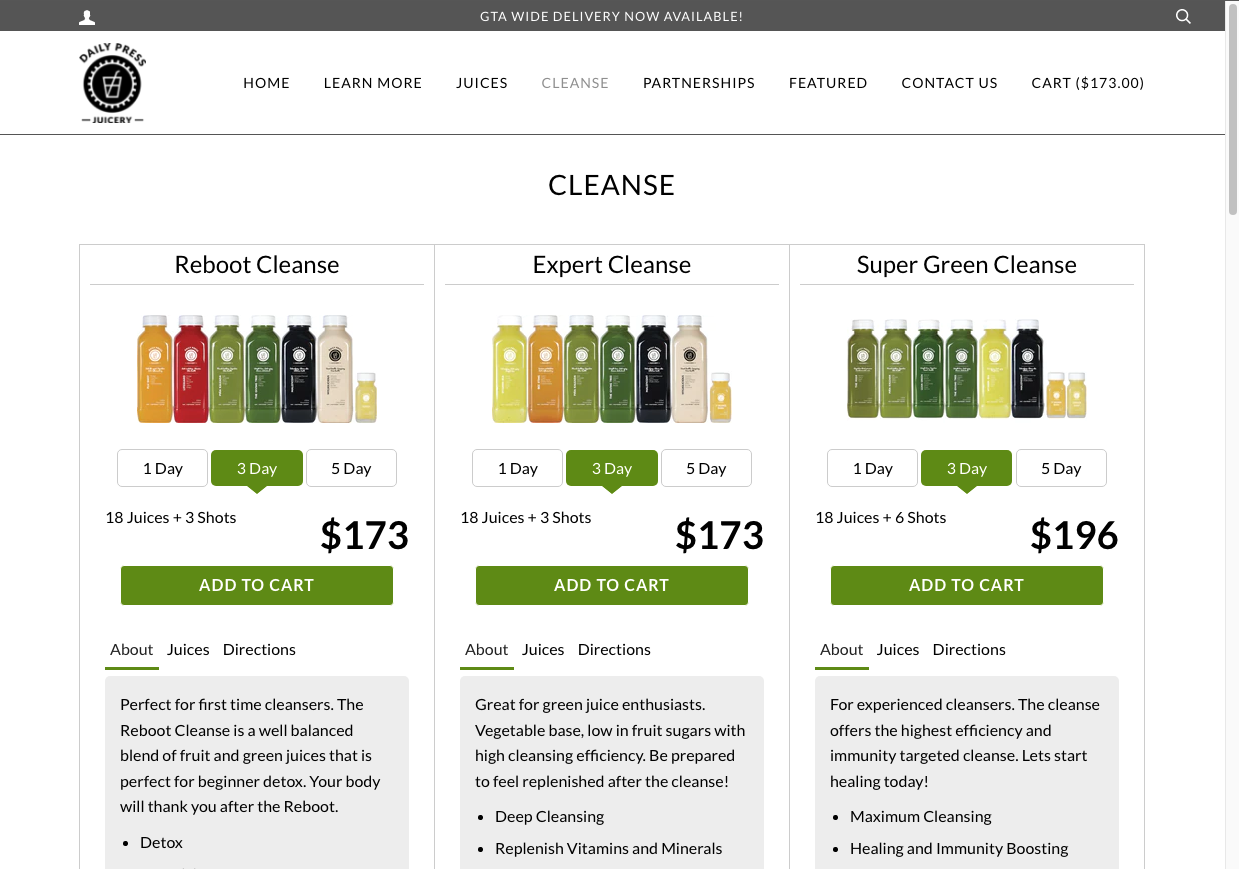 GTA WIDE DELIVERY NOW AVAILABLE!
DAILY PRESS
JUICERY
HOME LEARN MORE JUICES CLEANSE PARTNERSHIPS FEATURED CONTACT US CART ($173.00)
CLEANSE
Reboot Cleanse
1 Day 3 Day 5 Day
18 Juices + 3 Shots
$173
ADD TO CART
About Juices Directions
Perfect for first time cleansers. The
Reboot Cleanse is a well balanced
blend of fruit and green juices that is
perfect for beginner detox. Your body
will thank you after the Reboot.
• Detox
Expert Cleanse
1 Day 3 Day 5 Day
18 Juices + 3 Shots
$173
ADD TO CART
About Juices Directions
Great for green juice enthusiasts.
Vegetable base, low in fruit sugars with
high cleansing efficiency. Be prepared
to feel replenished after the cleanse!
• Deep Cleansing
• Replenish Vitamins and Minerals
Super Green Cleanse
1 Day 3 Day 5 Day
18 Juices + 6 Shots
$196
ADD TO CART
About Juices Directions
For experienced cleansers. The cleanse
offers the highest efficiency and
immunity targeted cleanse. Lets start
healing today!
• Maximum Cleansing
• Healing and Immunity Boosting